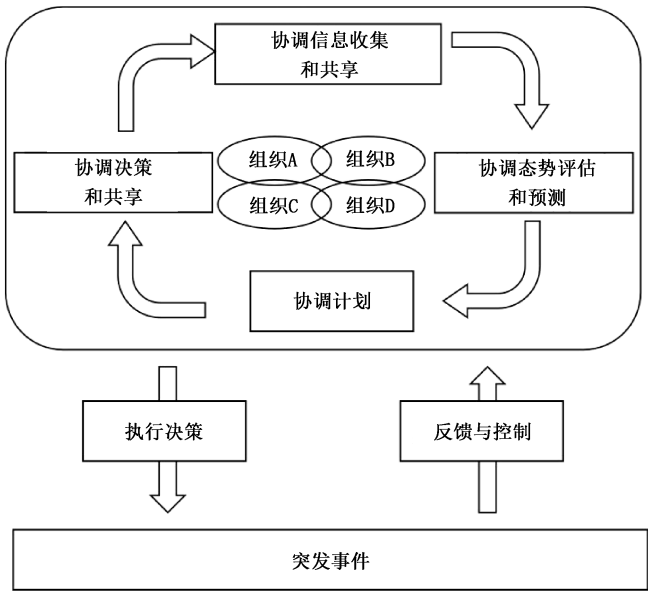 协调信息收集
和共享
协调决策
和共享
组织A
组织B
协调态势评估
和预测
组织C
组织D
协调计划
执行决策
反馈与控制
突发事件